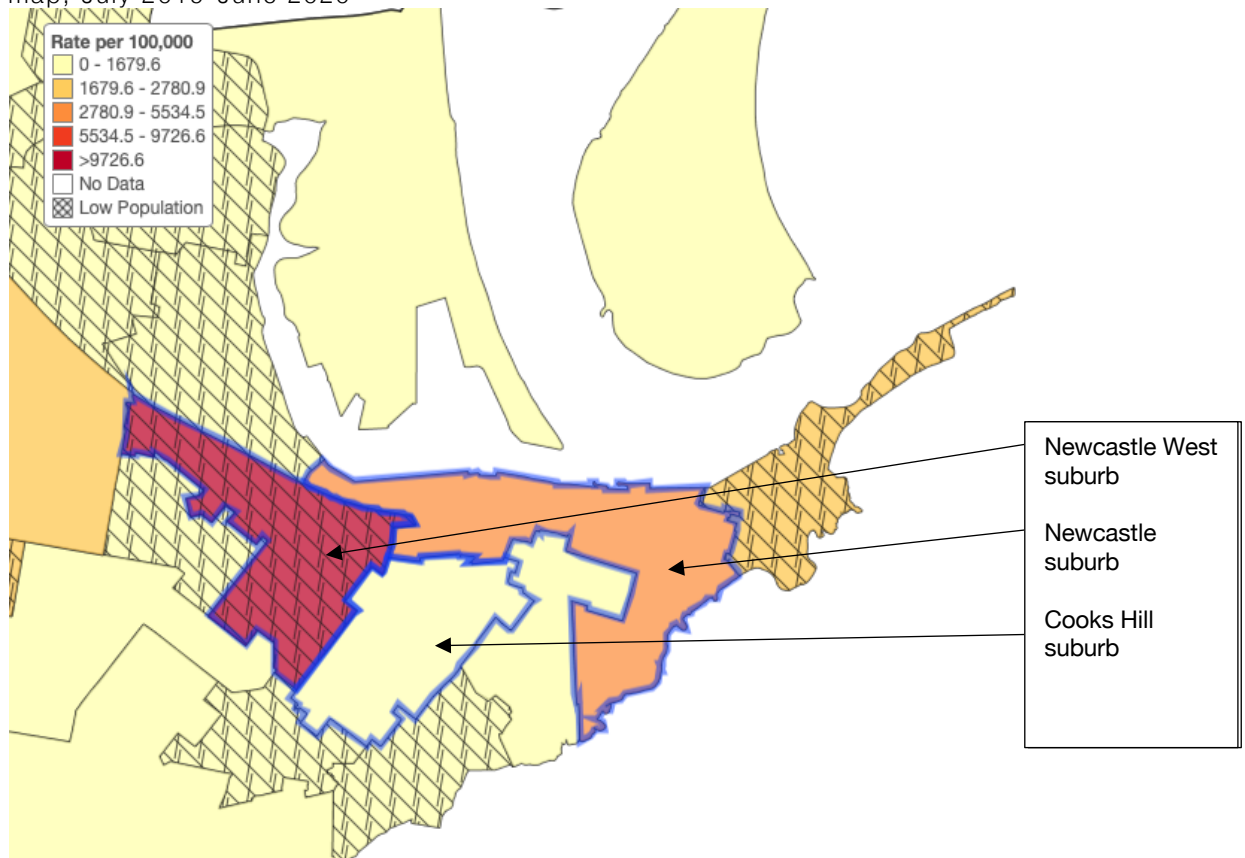 Rate per 100,000
0 - 1679.6
1679.6 - 2780.9
2780.9 - 5534.5
5534.5 - 9726.6
>9726.6
No Data
Low Population
Newcastle West
suburb
Newcastle
suburb
Cooks Hill
suburb